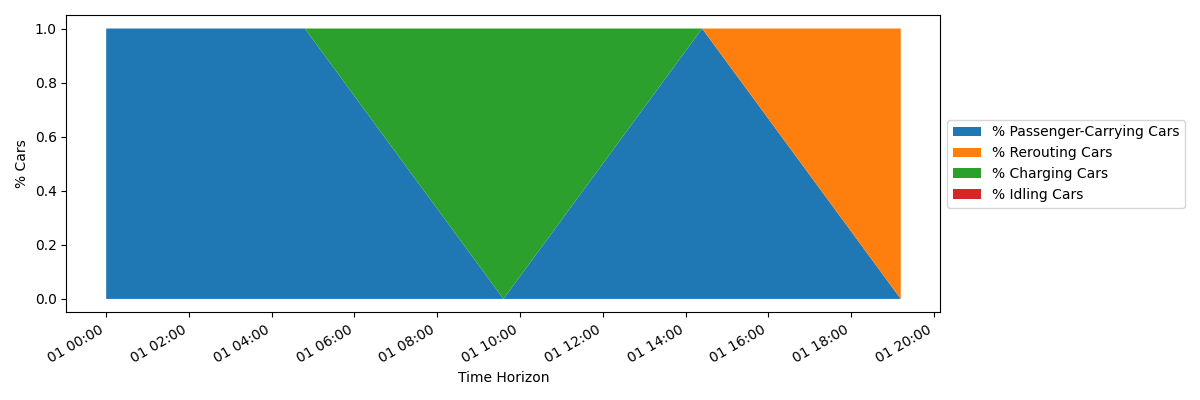 1.0
0.8
0.6
0.4
0.2
0.0
% Cars
01 00:00
01 02:00
01 04:00
01 06:00
01 08:00
01 10:00
01 12:00
01 14:00
01 16:00
01 18:00
01 20:00
Time Horizon
% Passenger-Carrying Cars
% Rerouting Cars
% Charging Cars
% Idling Cars